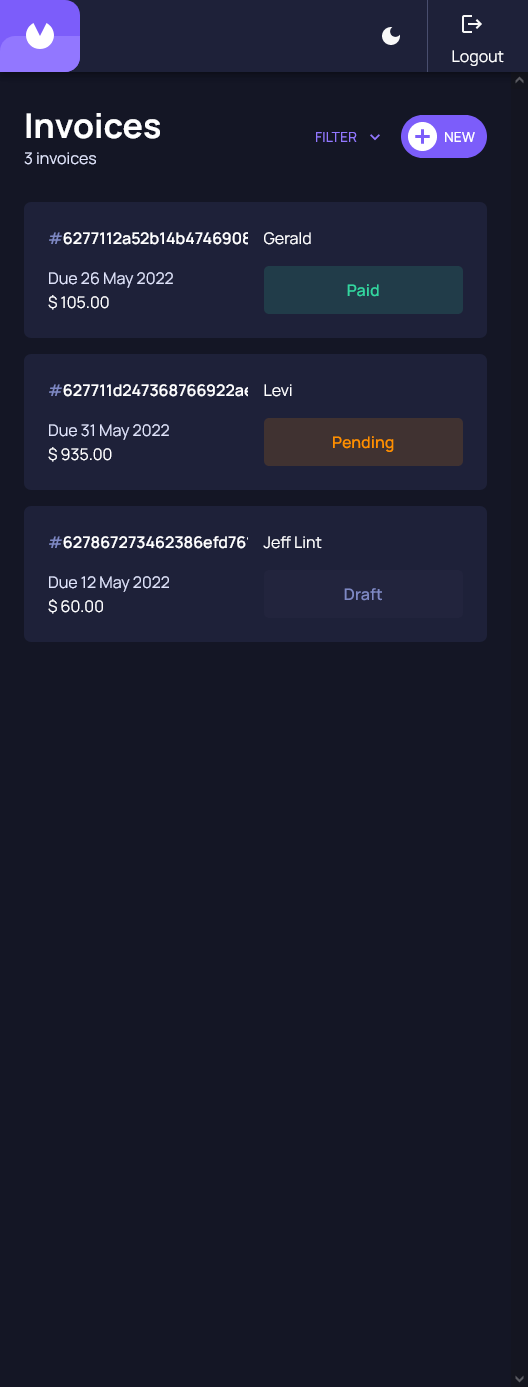 Logout
Invoices
3 invoices
FILTER
NEW
#6277112a52b14b4746908
Gerald
Due 26 May 2022
$ 105.00
Paid
#627711d247368766922ae
Levi
Due 31 May 2022
$ 935.00
Pending
#627867273462386efd76
Jeff Lint
Due 12 May 2022
$ 60.00
Draft